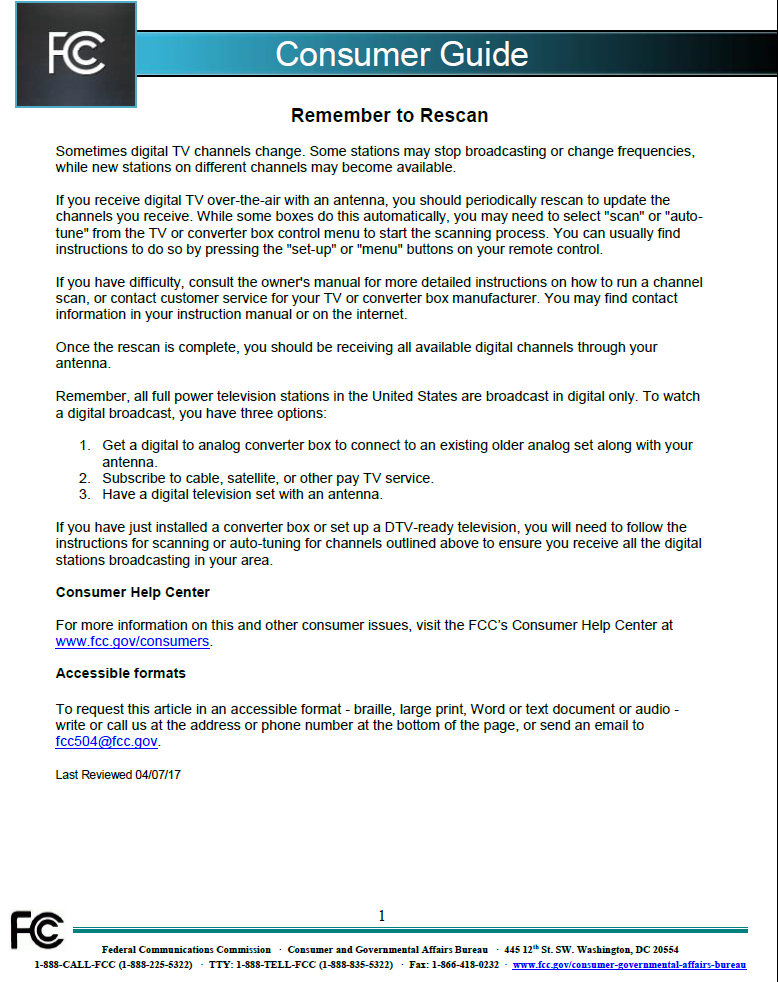 FCC
Consumer Guide
Remember to Rescan
Sometimes digital TV channels change. Some stations may stop broadcasting or change frequencies,
while new stations on different channels may become available.
If you receive digital TV over-the-air with an antenna, you should periodically rescan to update the
channels you receive. While some boxes do this automatically, you may need to select "scan" or "auto-
tune" from the TV or converter box control menu to start the scanning process. You can usually find
instructions to do so by pressing the "set-up" or "menu" buttons on your remote control.
If you have difficulty, consult the owner's manual for more detailed instructions on how to run a channel
scan, or contact customer service for your TV or converter box manufacturer. You may find contact
information in your instruction manual or on the internet.
Once the rescan is complete, you should be receiving all available digital channels through your
antenna.
Remember, all full power television stations in the United States are broadcast in digital only. To watch
a digital broadcast, you have three options:
1. Get a digital to analog converter box to connect to an existing older analog set along with your
antenna.
2. Subscribe to cable, satellite, or other pay TV service.
3. Have a digital television set with an antenna.
If you have just installed a converter box or set up a DTV-ready television, you will need to follow the
instructions for scanning or auto-tuning for channels outlined above to ensure you receive all the digital
stations broadcasting in your area.
Consumer Help Center
For more information on this and other consumer issues, visit the FCC's Consumer Help Center at
www.fcc.gov/consumers.
Accessible formats
To request this article in an accessible format - braille, large print, Word or text document or audio -
write or call us at the address or phone number at the bottom of the page, or send an email to
fcc504@fcc.gov.
Last Reviewed 04/07/17
1
FCC
Federal Communications Commission · Consumer and Governmental Affairs Bureau · 445 12th St. SW. Washington, DC 20554
1-888-CALL-FCC (1-888-225-5322) · TTY: 1-888-TELL-FCC (1-888-835-5322) · Fax: 1-866-418-0232 · www.fcc.gov/consumer-governmental-affairs-bureau